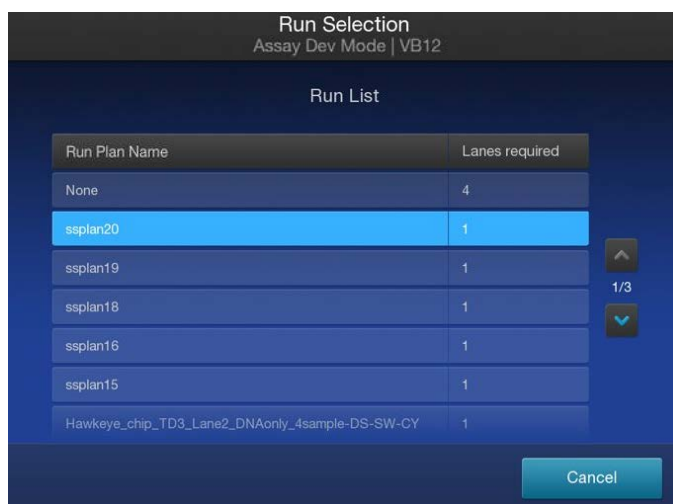 Run Selection
Assay Dev Mode | VB12
Run List
Run Plan Name Lanes required
None 4
ssplan20 1
ssplan19 1
ssplan18 1
ssplan16 1
ssplan15 1
Hawkeye_chip_TD3_Lane2_DNAonly_4sample-DS-SW-CY 1
1/3
Cancel